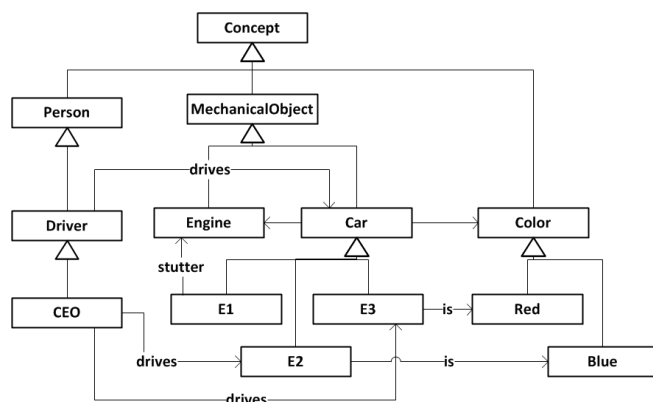 Concept
Person
MechanicalObject
drives
Driver
Engine
Car
Color
stutter
CEO
E1
E3
is
Red
drives
E2
is
Blue
drives